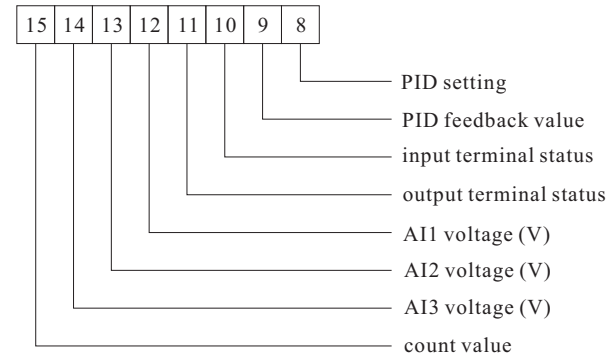 15 14 13 12 11 10 9 8
PID setting
PID feedback value
input terminal status
output terminal status
AI1 voltage (V)
AI2 voltage (V)
AI3 voltage (V)
count value